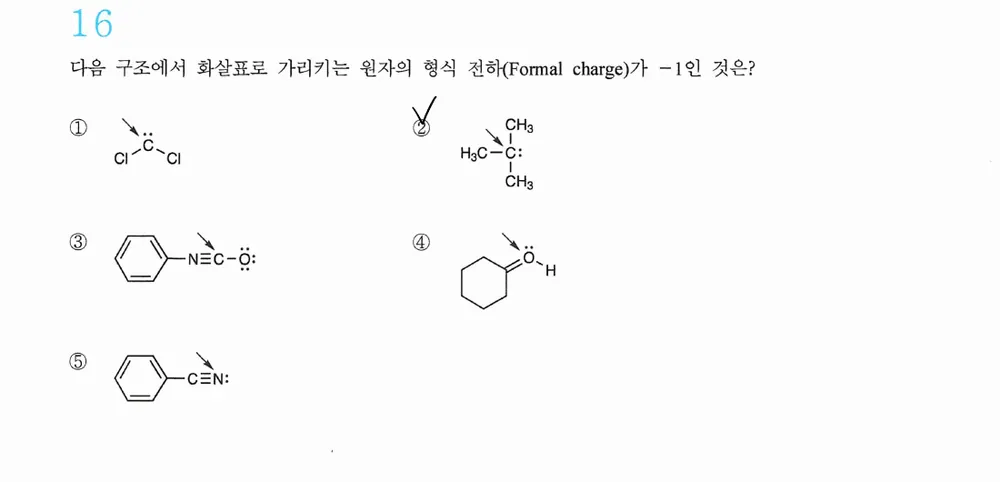 16
다음 구조에서 화살표로 가리키는 원자의 형식 전하(Formal charge)가 -1인 것은?
① C Cl Cl
② CH₃ H₃C-C: CH₃
③ N≡C-O:
④ O H
⑤ C≡N: